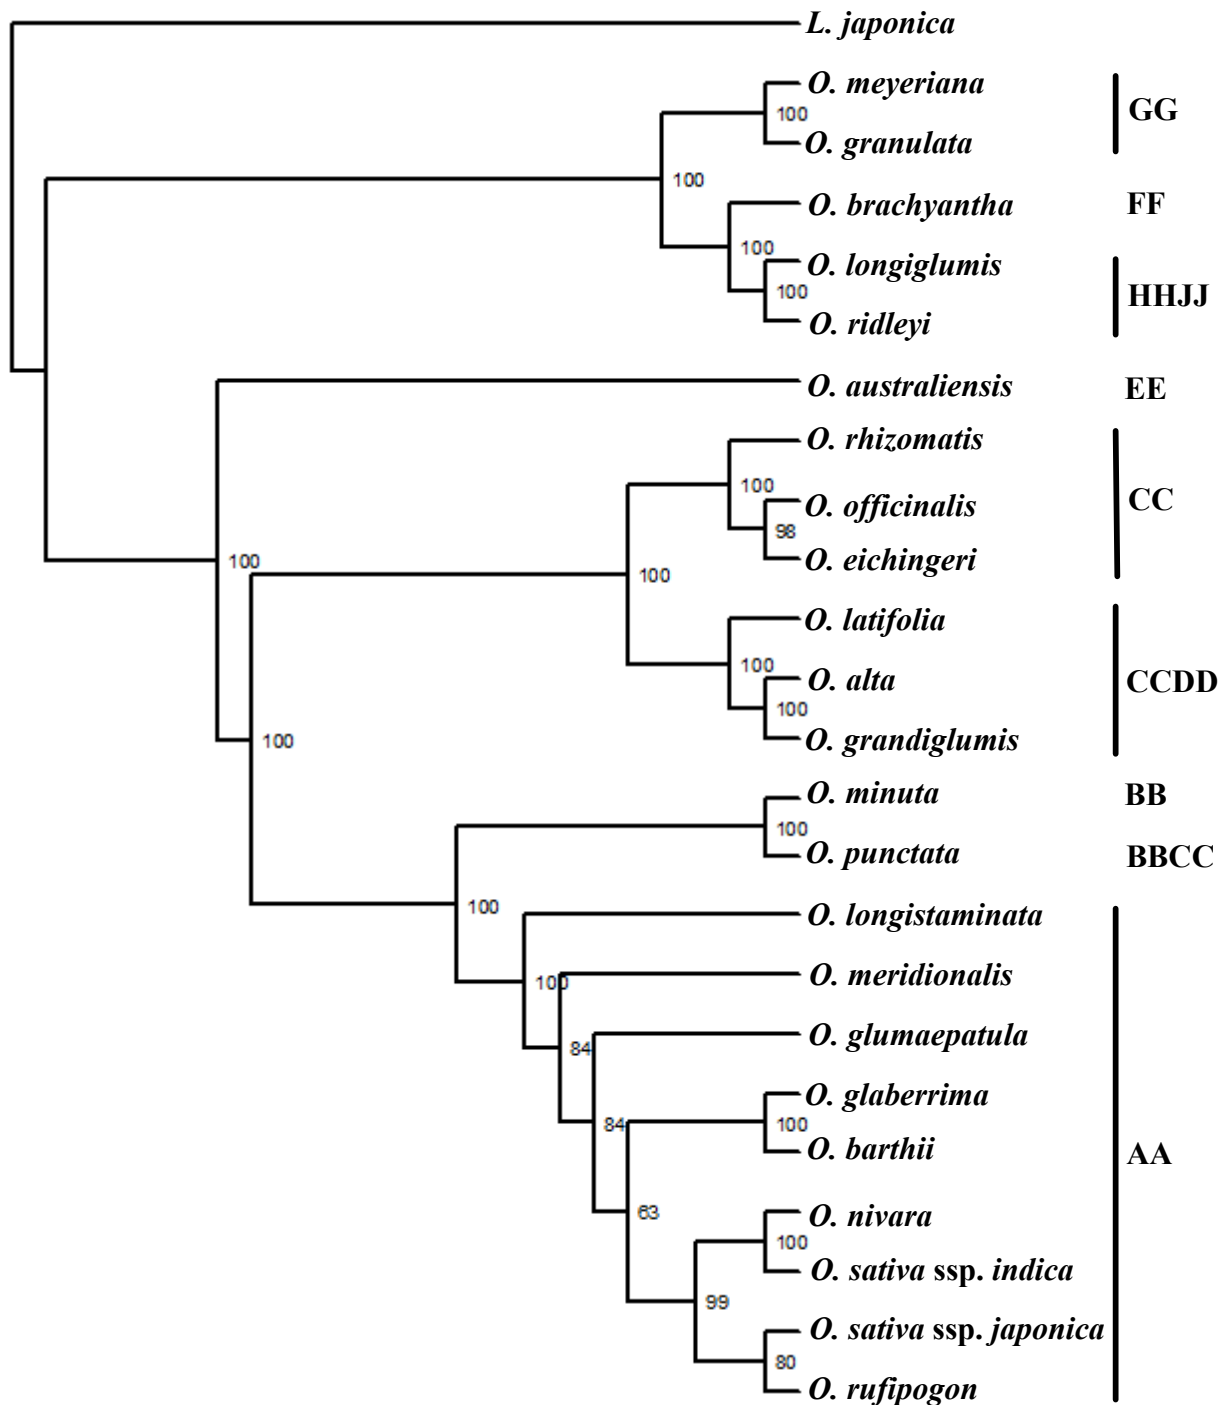 L. japonica
O. meyeriana
100
GG
O. granulata
100
O. brachyantha
FF
100
O. longiglumis
100
HHJJ
O. ridleyi
O. australiensis
EE
O. rhizomatis
100
O. officinalis
CC
98
O. eichingeri
100
100
O. latifolia
100
O. alta
CCDD
100
O. grandiglumis
100
O. minuta
BB
100
O. punctata
BBCC
100
O. longistaminata
100
O. meridionalis
84
O. glumaepatula
84
O. glaberrima
100
O. barthii
AA
63
O. nivara
100
O. sativa ssp. indica
99
O. sativa ssp. japonica
80
O. rufipogon